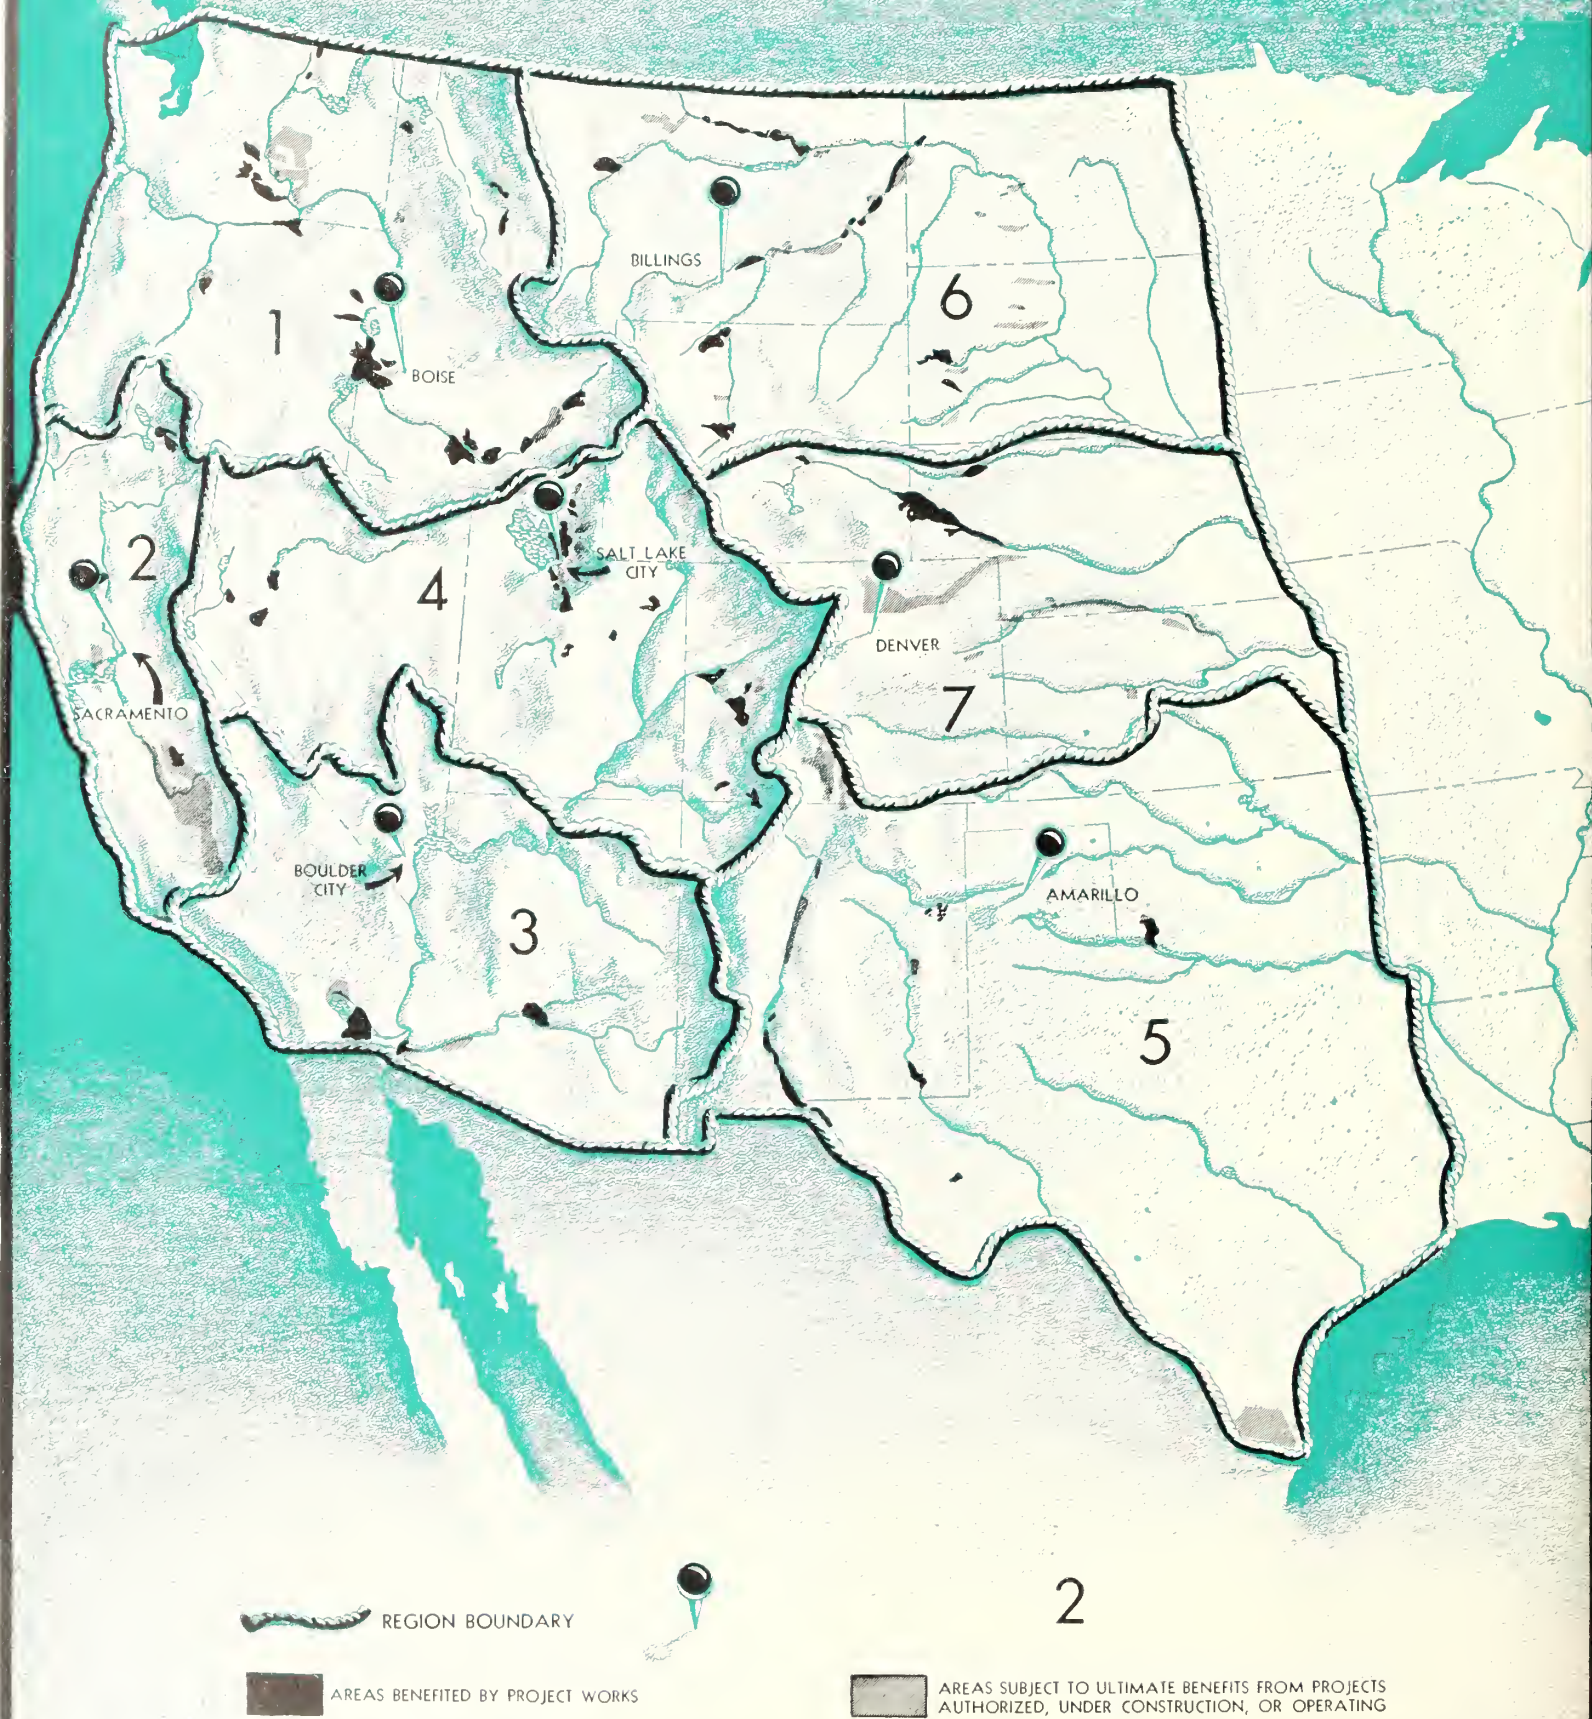 BILLINGS
6
1
BOISE
2
4
SALT LAKE
CITY
SACRAMENTO
DENVER
7
BOULDER
CITY
3
AMARILLO
5
REGION BOUNDARY
2
AREAS BENEFITED BY PROJECT WORKS
AREAS SUBJECT TO ULTIMATE BENEFITS FROM PROJECTS
AUTHORIZED, UNDER CONSTRUCTION, OR OPERATING